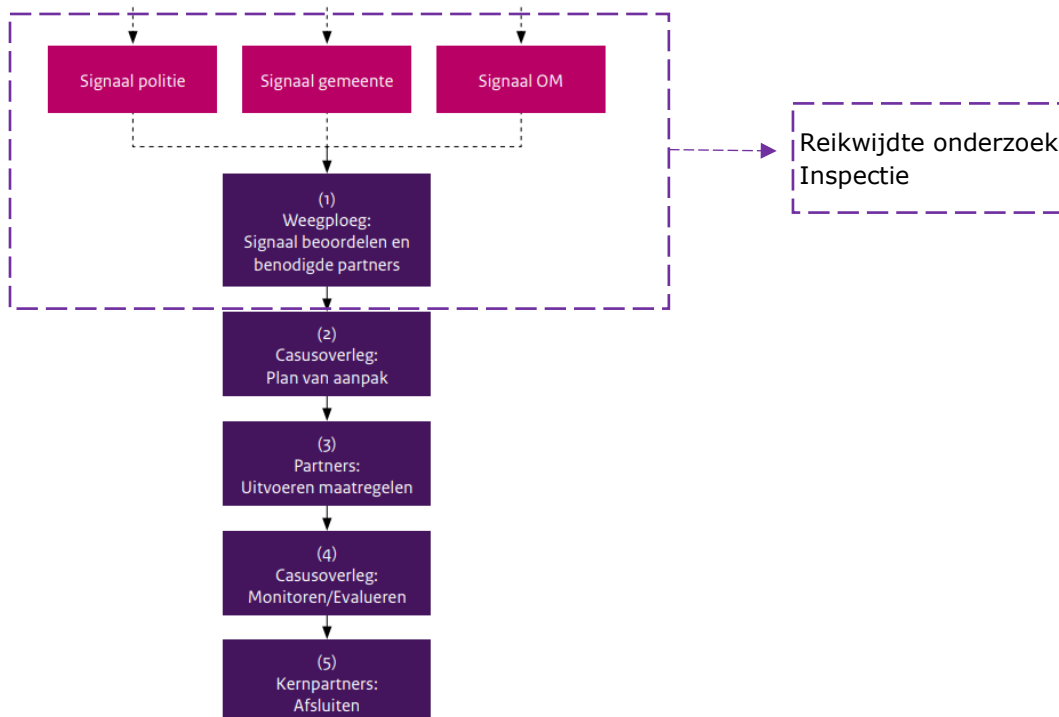 Signaal politie
Signaal gemeente
Signaal OM
Reikwijdte onderzoek
Inspectie
(1)
Weegploeg:
Signaal beoordelen en
benodigde partners
(2)
Casusoverleg:
Plan van aanpak
(3)
Partners:
Uitvoeren maatregelen
(4)
Casusoverleg:
Monitoren/Evalueren
(5)
Kernpartners:
Afsluiten